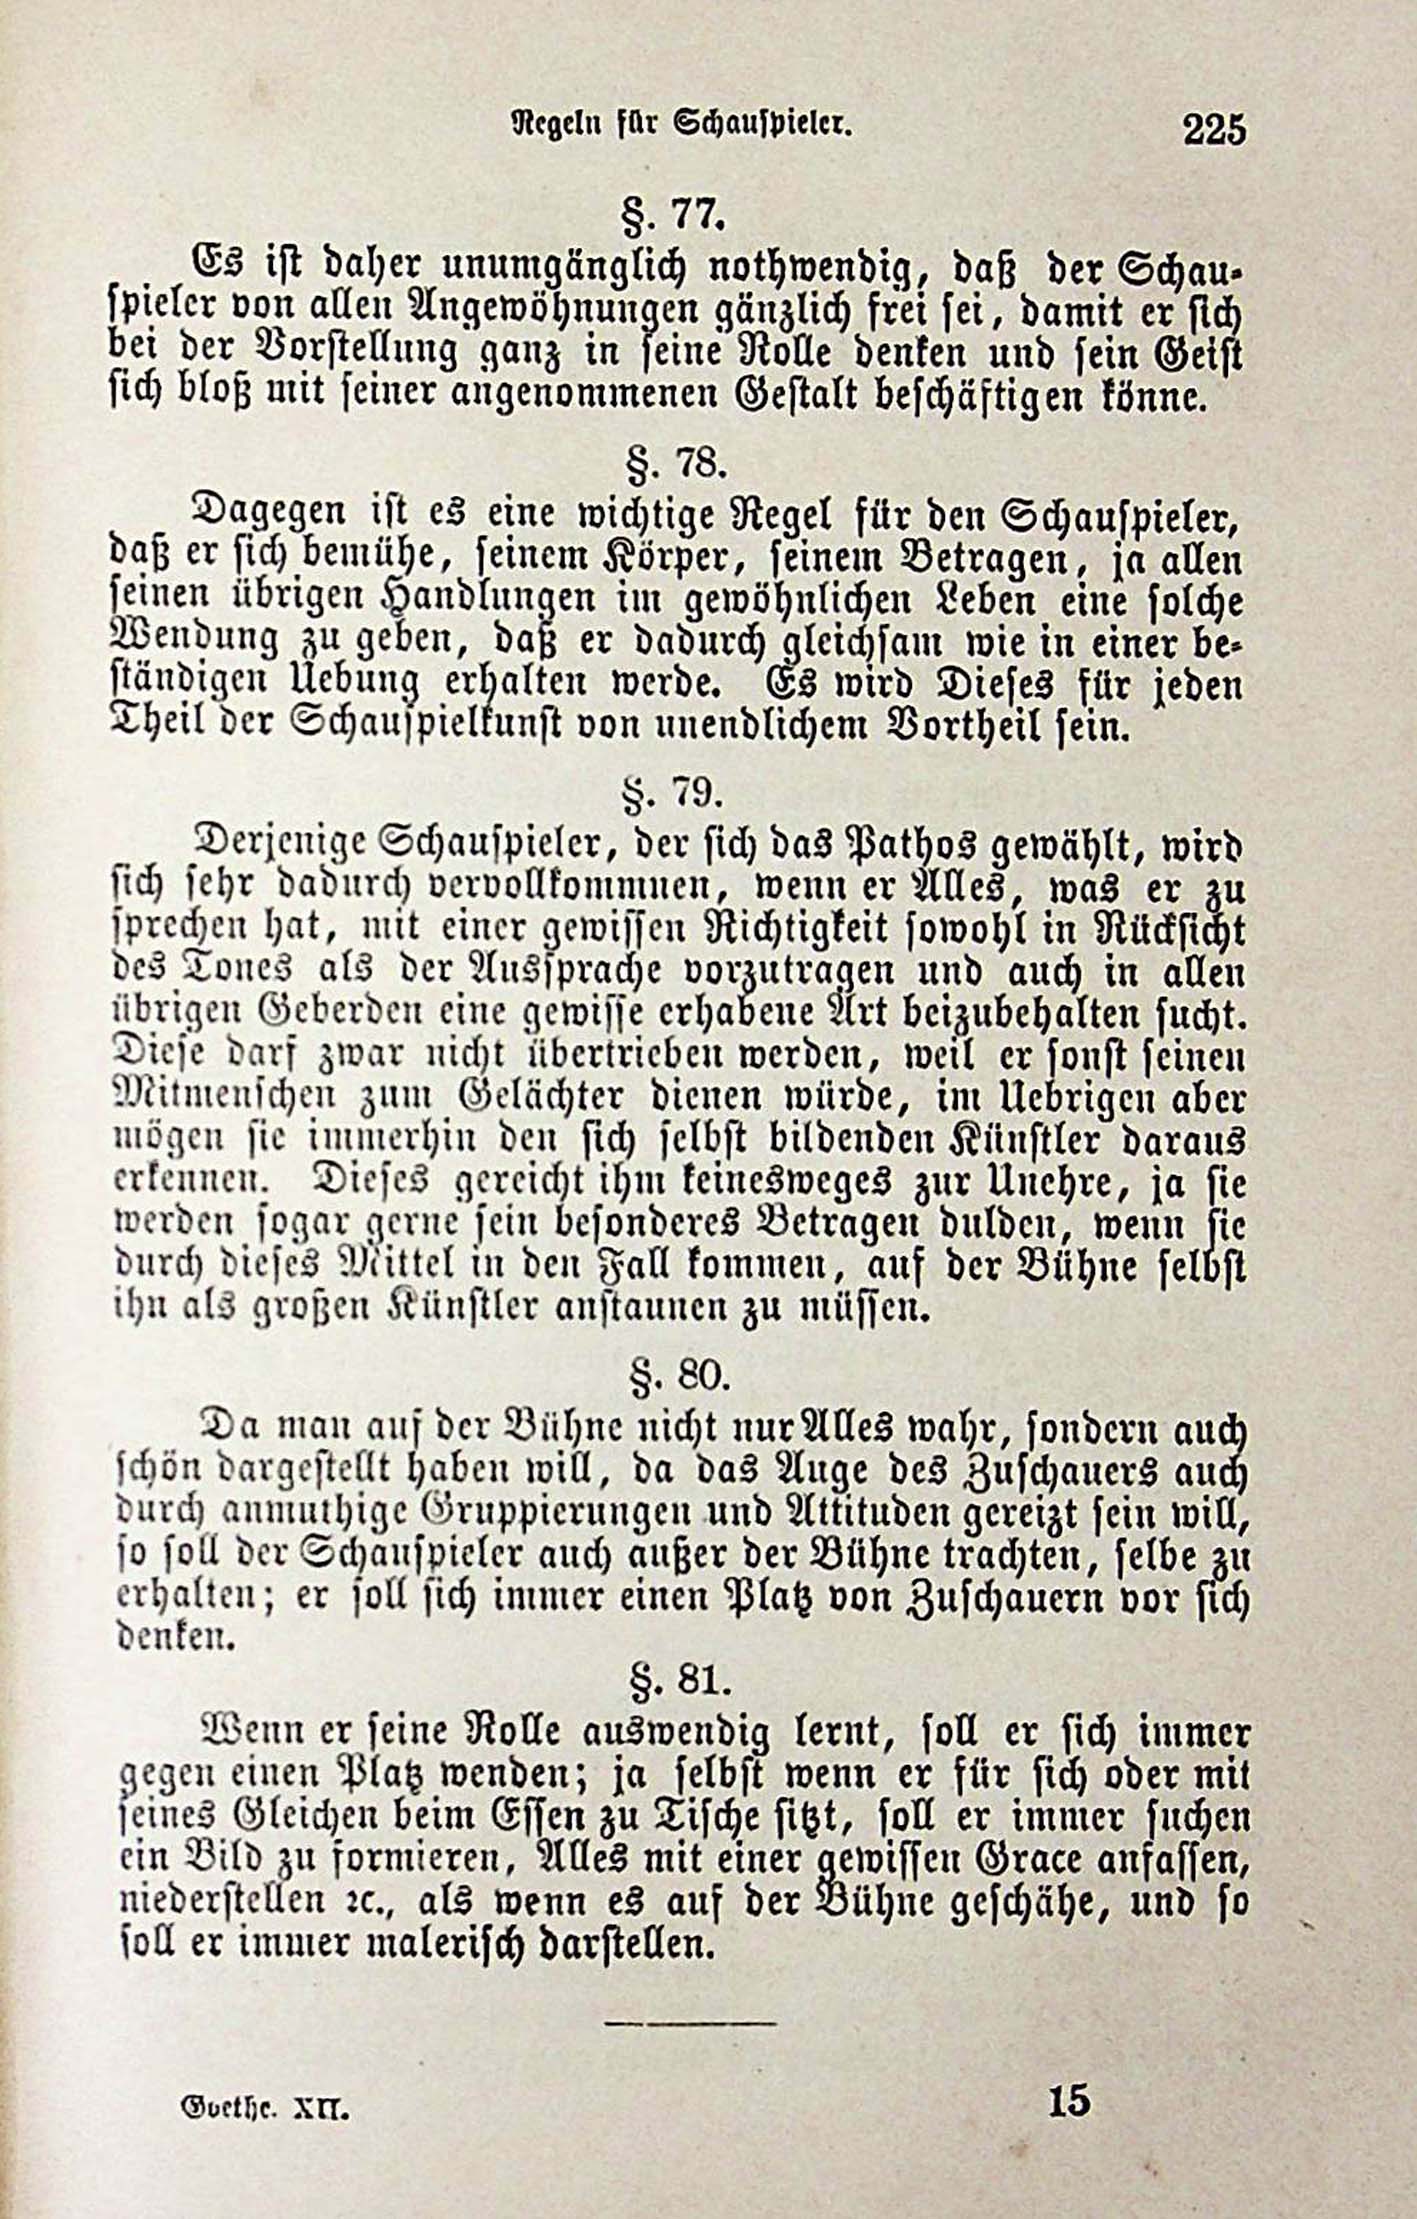 Regeln für Schauspieler.
225
§. 77.
Es ist daher unumgänglich nothwendig, daß der Schau-
spieler von allen Angewöhnungen gänzlich frei sei, damit er sich
bei der Vorstellung ganz in seine Rolle denken und sein Geist
sich bloß mit seiner angenommenen Gestalt beschäftigen könne.
§. 78.
Dagegen ist es eine wichtige Regel für den Schauspieler,
daß er sich bemühe, seinem Körper, seinem Betragen, ja allen
seinen übrigen Handlungen im gewöhnlichen Leben eine solche
Wendung zu geben, daß er dadurch gleichsam wie in einer be-
ständigen Uebung erhalten werde. Es wird Dieses für jeden
Theil der Schauspielkunst von unendlichem Vortheil sein.
§. 79.
Derjenige Schauspieler, der sich das Pathos gewählt, wird
sich sehr dadurch vervollkommnen, wenn er Alles, was er zu
sprechen hat, mit einer gewissen Richtigkeit sowohl in Rücksicht
des Tones als der Aussprache vorzutragen und auch in allen
übrigen Geberden eine gewisse erhabene Art beizubehalten sucht.
Diese darf zwar nicht übertrieben werden, weil er sonst seinen
Mitmenschen zum Gelächter dienen würde, im Uebrigen aber
mögen sie immerhin den sich selbst bildenden Künstler daraus
erkennen. Dieses gereicht ihm keinesweges zur Unehre, ja sie
werden sogar gerne sein besonderes Betragen dulden, wenn sie
durch dieses Mittel in den Fall kommen, auf der Bühne selbst
ihn als großen Künstler anstaunen zu müssen.
§. 80.
Da man auf der Bühne nicht nur Alles wahr, sondern auch
schön dargestellt haben will, da das Auge des Zuschauers auch
durch anmuthige Gruppierungen und Attituden gereizt sein will,
so soll der Schauspieler auch außer der Bühne trachten, selbe zu
erhalten; er soll sich immer einen Platz von Zuschauern vor sich
denken.
§. 81.
Wenn er seine Rolle auswendig lernt, soll er sich immer
gegen einen Platz wenden; ja selbst wenn er für sich oder mit
seines Gleichen beim Essen zu Tische sitzt, soll er immer suchen
ein Bild zu formieren, Alles mit einer gewissen Grace anfassen,
niederstellen ꝛc., als wenn es auf der Bühne geschähe, und so
soll er immer malerisch darstellen.
Goethe. XII.
15